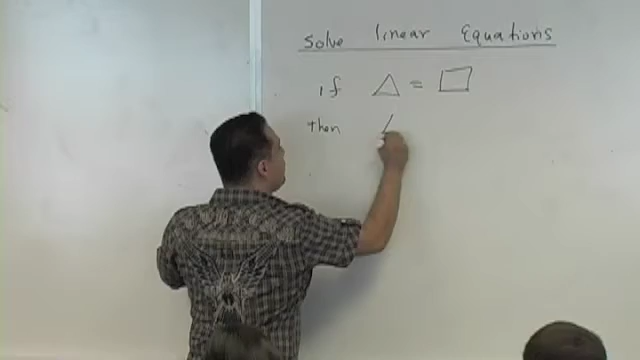 Solve linear Equations
if △ = □
then